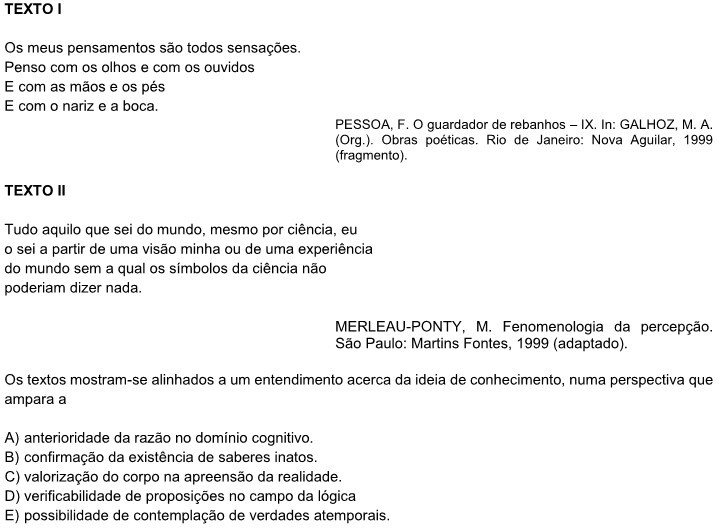 TEXTO I
Os meus pensamentos são todos sensações.
Penso com os olhos e com os ouvidos
E com as mãos e os pés
E com o nariz e a boca.
PESSOA, F. O guardador de rebanhos – IX. In: GALHOZ, M. A.
(Org.). Obras poéticas. Rio de Janeiro: Nova Aguilar, 1999
(fragmento).
TEXTO II
Tudo aquilo que sei do mundo, mesmo por ciência, eu
o sei a partir de uma visão minha ou de uma experiência
do mundo sem a qual os símbolos da ciência não
poderiam dizer nada.
MERLEAU-PONTY, M. Fenomenologia da percepção.
São Paulo: Martins Fontes, 1999 (adaptado).
Os textos mostram-se alinhados a um entendimento acerca da ideia de conhecimento, numa perspectiva que
ampara a
A) anterioridade da razão no domínio cognitivo.
B) confirmação da existência de saberes inatos.
C) valorização do corpo na apreensão da realidade.
D) verificabilidade de proposições no campo da lógica
E) possibilidade de contemplação de verdades atemporais.